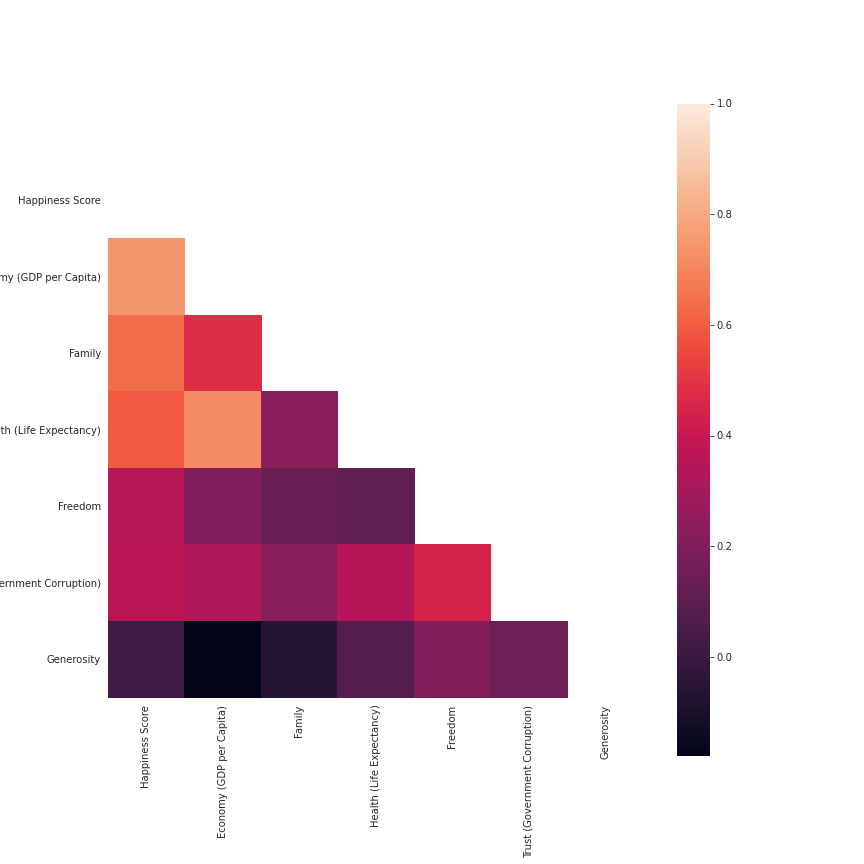 1.0
0.8
0.6
0.4
0.2
0.0
Happiness Score
my (GDP per Capita)
Family
th (Life Expectancy)
Freedom
ernment Corruption)
Generosity
Happiness Score
Economy (GDP per Capita)
Family
Health (Life Expectancy)
Freedom
Trust (Government Corruption)
Generosity